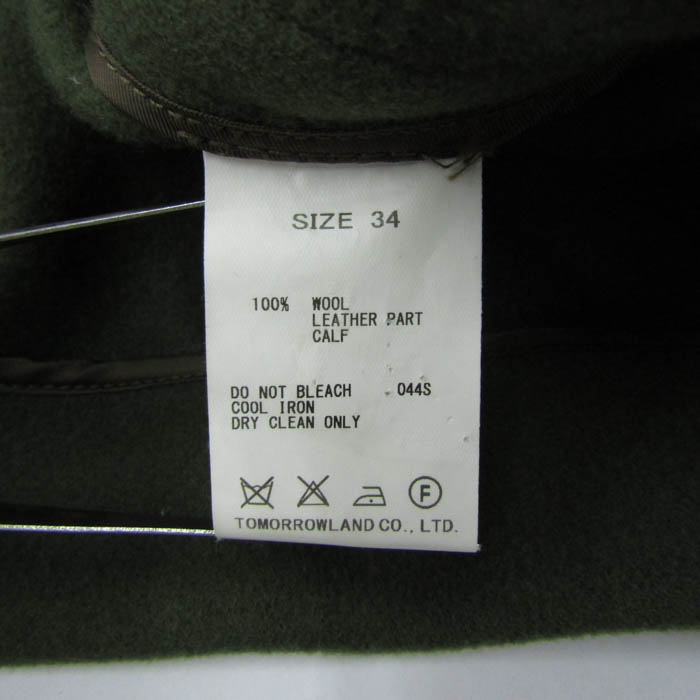 SIZE 34
100% WOOL
LEATHER PART
CALF
DO NOT BLEACH 044S
COOL IRON
DRY CLEAN ONLY
F
TOMORROWLAND CO., LTD.